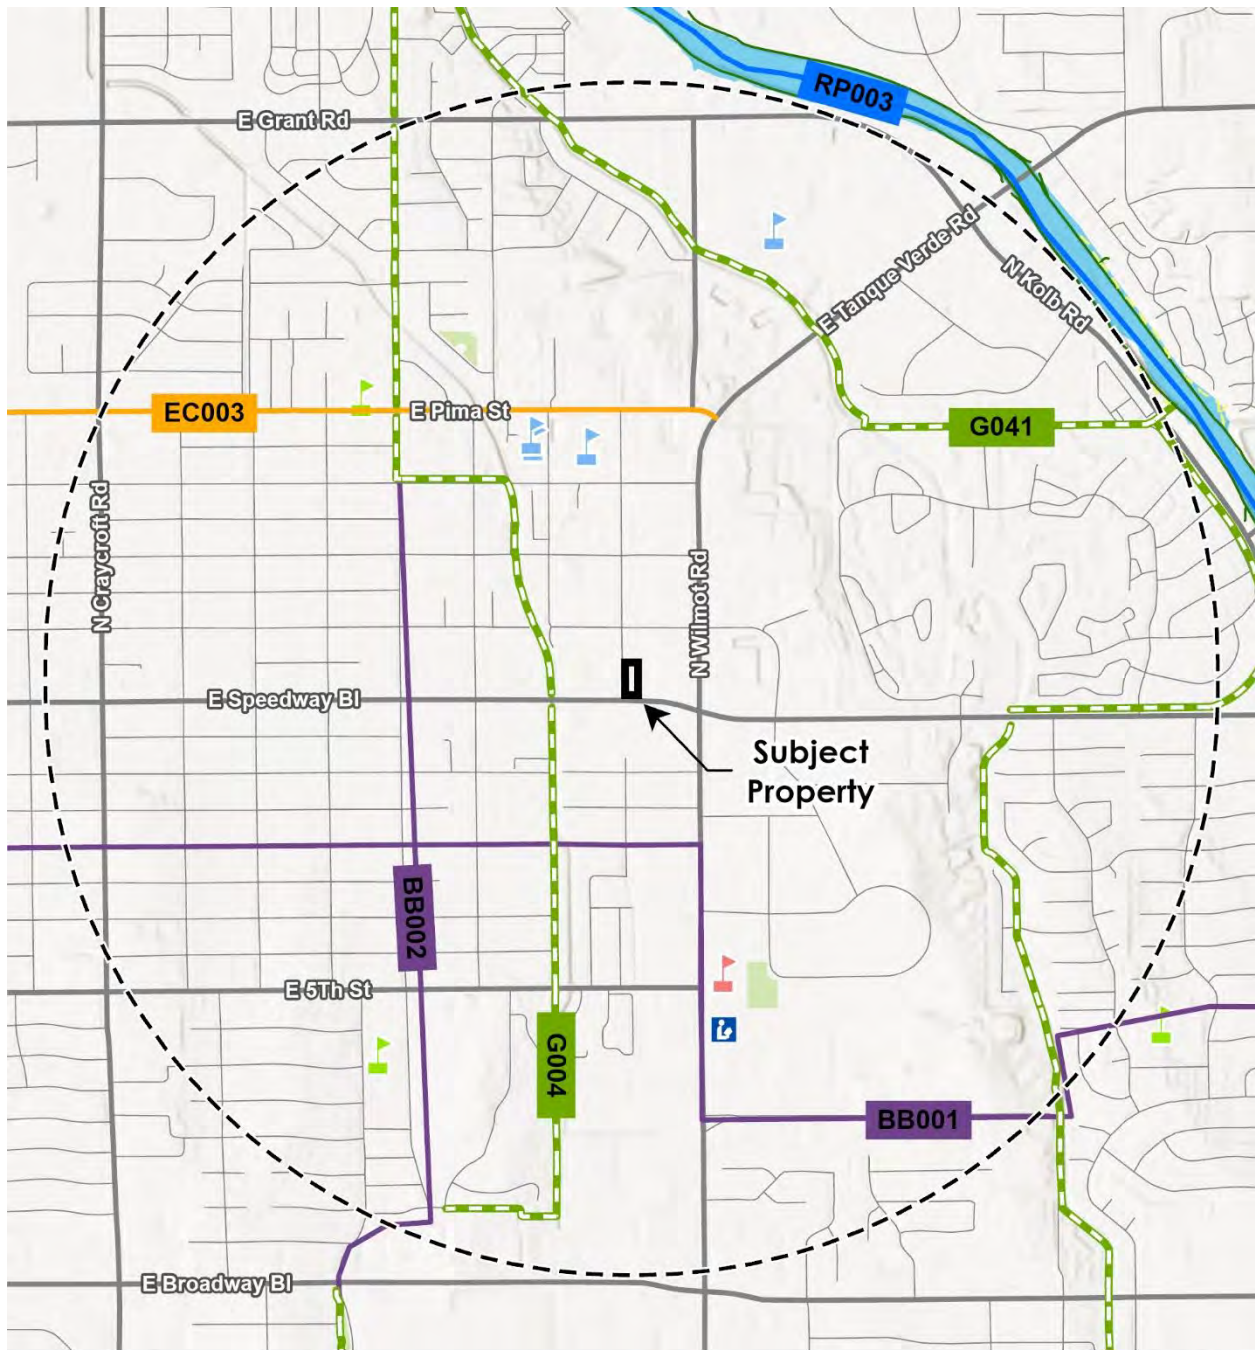 RP003
E Grant Rd
E Tanque Verde Rd
N Kolb Rd
EC003
E Pima St
G041
N Craycroft Rd
N Wilmot Rd
E Speedway Bl
Subject
Property
BB002
E 5Th St
G004
BB001
E Broadway Bl